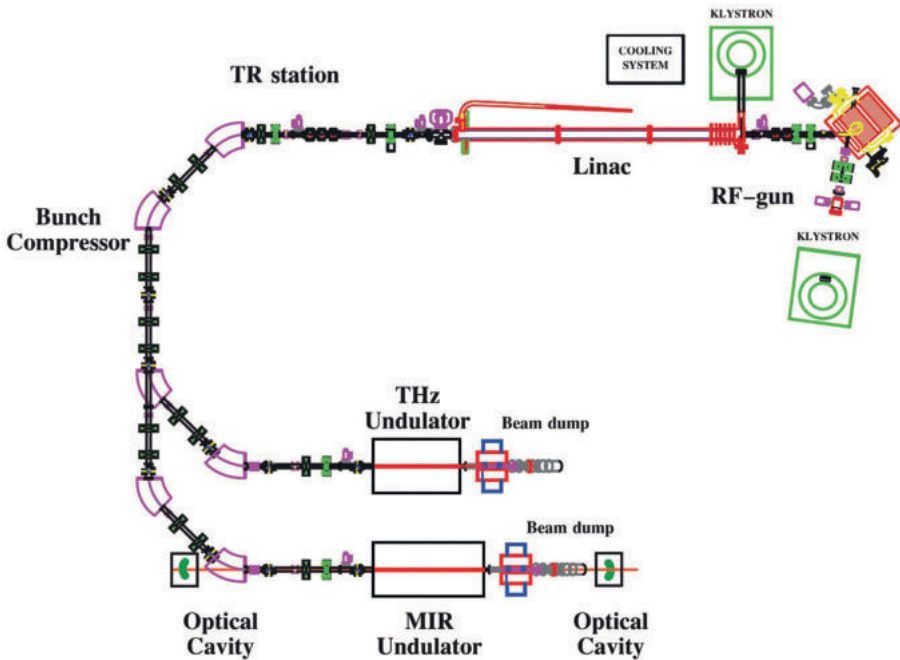 KLYSTRON
COOLING
SYSTEM
TR station
Linac
RF-gun
Bunch
Compressor
KLYSTRON
THz
Undulator
Beam dump
Beam dump
Optical
Cavity
MIR
Undulator
Optical
Cavity